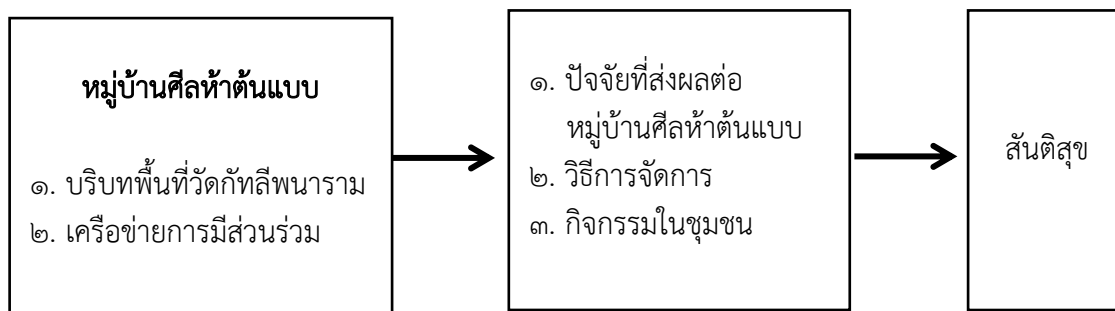 หมู่บ้านศีลห้าต้นแบบ
๑. บริบทพื้นที่วัดกัทลีพนาราม
๒. เครือข่ายการมีส่วนร่วม
๑. ปัจจัยที่ส่งผลต่อ
หมู่บ้านศีลห้าต้นแบบ
๒. วิธีการจัดการ
๓. กิจกรรมในชุมชน
สันติสุข